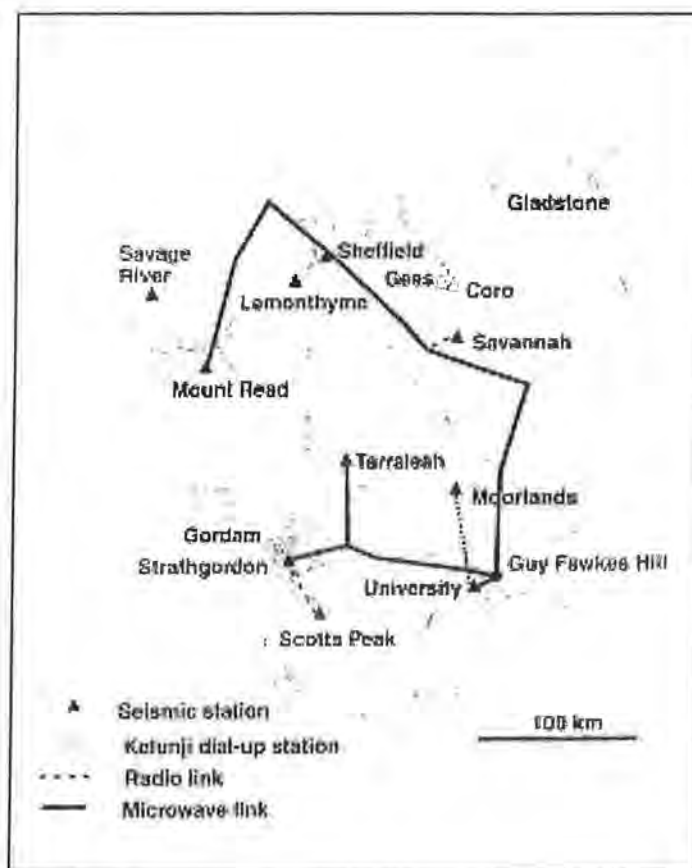 Gladstone
Savage
River
Sheffield
Lemonthyme
Gees
Coro
Savannah
Mount Read
Tarraleah
Moorlands
Gordam
Strathgordon
Guy Fawkes Hill
University
Scotts Peak
Seismic station
100 km
Kelunji dial-up station
Radio link
Microwave link